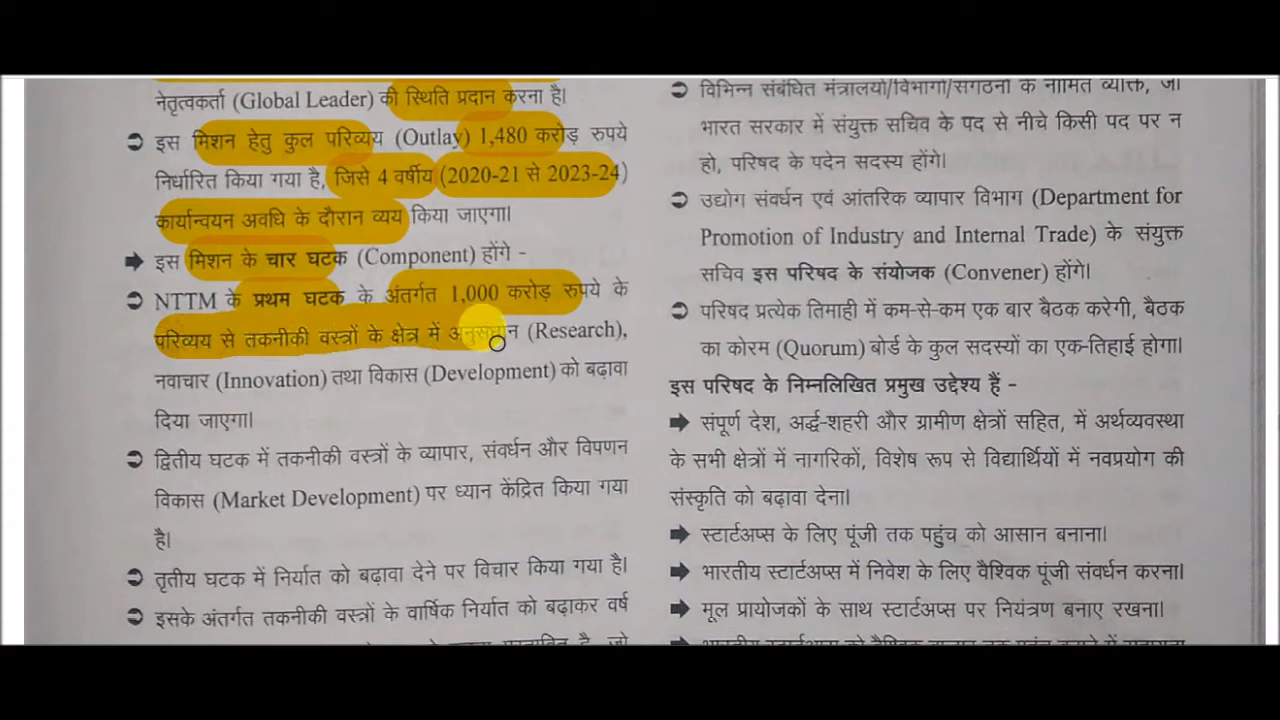 नेतृत्वकर्ता (Global Leader) की स्थिति प्रदान करना है।
➲ इस मिशन हेतु कुल परिव्यय (Outlay) 1,480 करोड़ रुपये
निर्धारित किया गया है, जिसे 4 वर्षीय (2020-21 से 2023-24)
कार्यान्वयन अवधि के दौरान व्यय किया जाएगा।
➡ इस मिशन के चार घटक (Component) होंगे -
➲ NTTM के प्रथम घटक के अंतर्गत 1,000 करोड़ रुपये के
परिव्यय से तकनीकी वस्त्रों के क्षेत्र में अनुसंधान (Research),
नवाचार (Innovation) तथा विकास (Development) को बढ़ावा
दिया जाएगा।
➲ द्वितीय घटक में तकनीकी वस्त्रों के व्यापार, संवर्धन और विपणन
विकास (Market Development) पर ध्यान केंद्रित किया गया
है।
➲ तृतीय घटक में निर्यात को बढ़ावा देने पर विचार किया गया है।
➲ इसके अंतर्गत तकनीकी वस्त्रों के वार्षिक निर्यात को बढ़ाकर वर्ष
है, जो
➲ विभिन्न संबंधित मंत्रालयों/विभागों/संगठनों के नामित व्यक्ति, जो
भारत सरकार में संयुक्त सचिव के पद से नीचे किसी पद पर न
हो, परिषद के पदेन सदस्य होंगे।
➲ उद्योग संवर्धन एवं आंतरिक व्यापार विभाग (Department for
Promotion of Industry and Internal Trade) के संयुक्त
सचिव इस परिषद के संयोजक (Convener) होंगे।
➲ परिषद प्रत्येक तिमाही में कम-से-कम एक बार बैठक करेगी, बैठक
का कोरम (Quorum) बोर्ड के कुल सदस्यों का एक-तिहाई होगा।
इस परिषद के निम्नलिखित प्रमुख उद्देश्य हैं -
➡ संपूर्ण देश, अर्द्ध-शहरी और ग्रामीण क्षेत्रों सहित, में अर्थव्यवस्था
के सभी क्षेत्रों में नागरिकों, विशेष रूप से विद्यार्थियों में नवप्रयोग की
संस्कृति को बढ़ावा देना।
➡ स्टार्टअप्स के लिए पूंजी तक पहुंच को आसान बनाना।
➡ भारतीय स्टार्टअप्स में निवेश के लिए वैश्विक पूंजी संवर्धन करना।
➡ मूल प्रायोजकों के साथ स्टार्टअप्स पर नियंत्रण बनाए रखना।